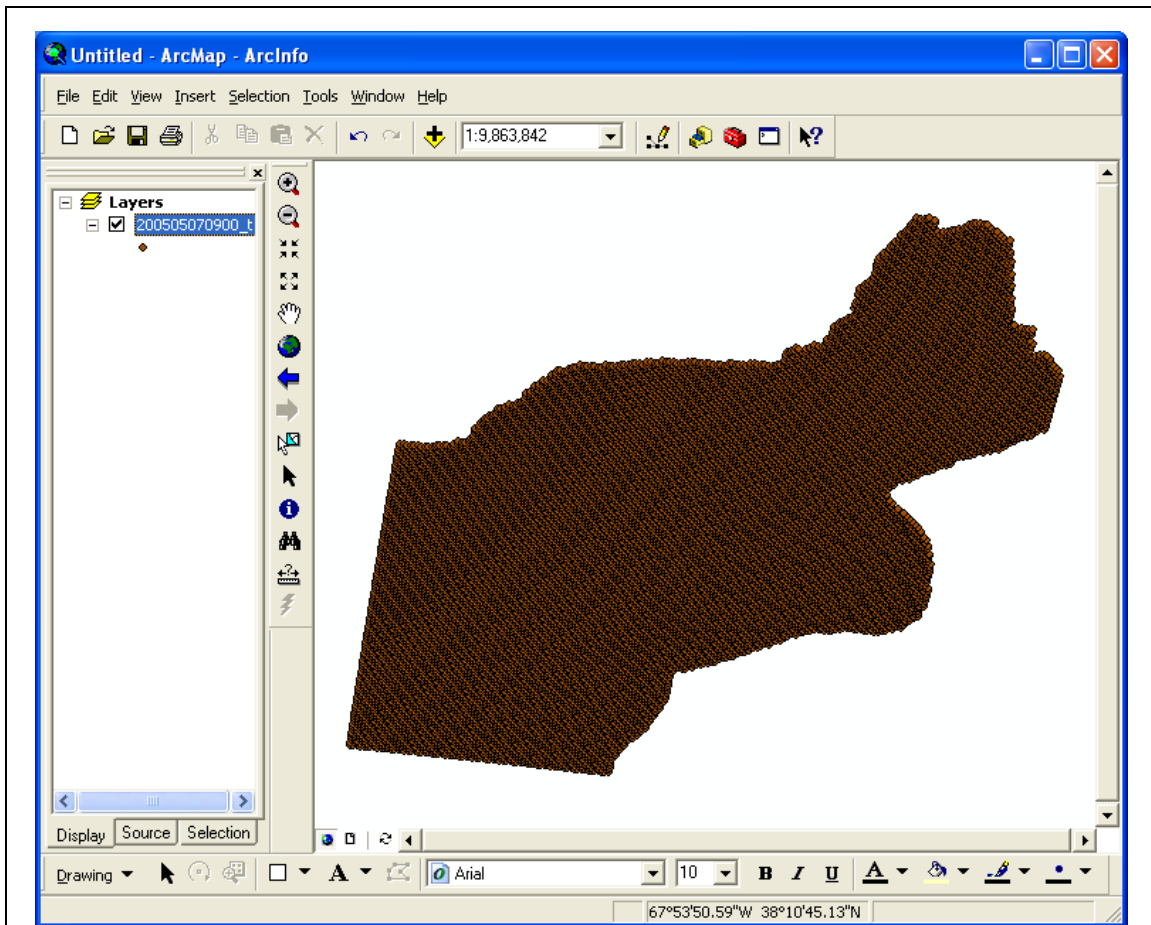 Untitled - ArcMap - ArcInfo
File Edit View Insert Selection Tools Window Help
1:9,863,842
Layers
200505070900_t
Display Source Selection
Drawing A Arial 10 B I U A
67°53'50.59"W 38°10'45.13"N